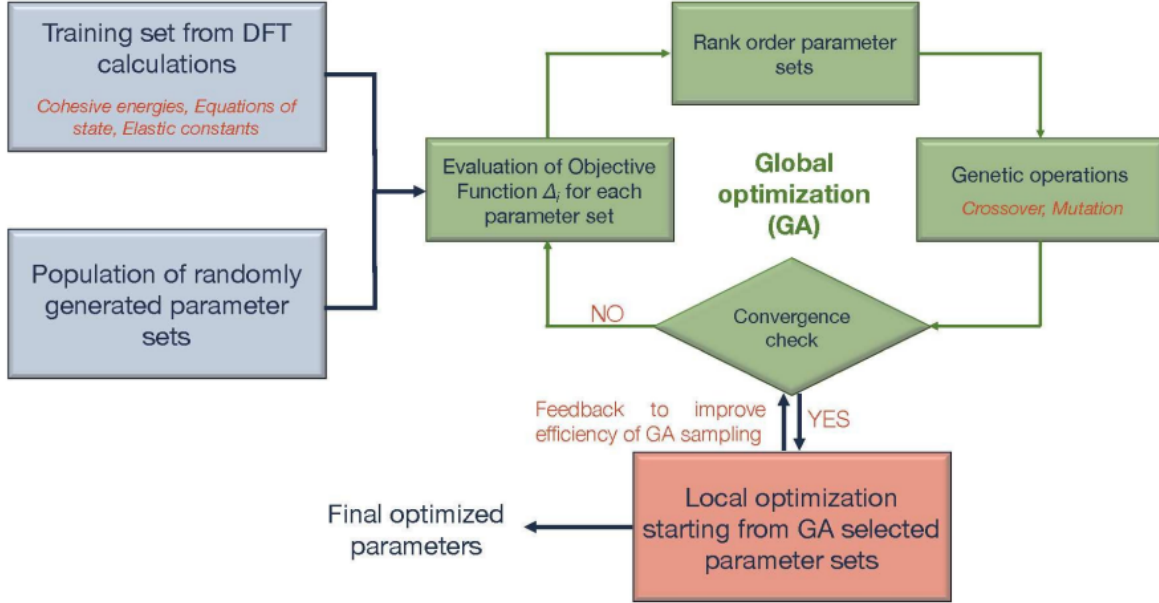 Training set from DFT
calculations
Cohesive energies, Equations of
state, Elastic constants
Population of randomly
generated parameter
sets
Evaluation of Objective
Function Δi for each
parameter set
Rank order parameter
sets
Global
optimization
(GA)
Genetic operations
Crossover, Mutation
Convergence
check
NO
YES
Feedback to improve
efficiency of GA sampling
Local optimization
starting from GA selected
parameter sets
Final optimized
parameters